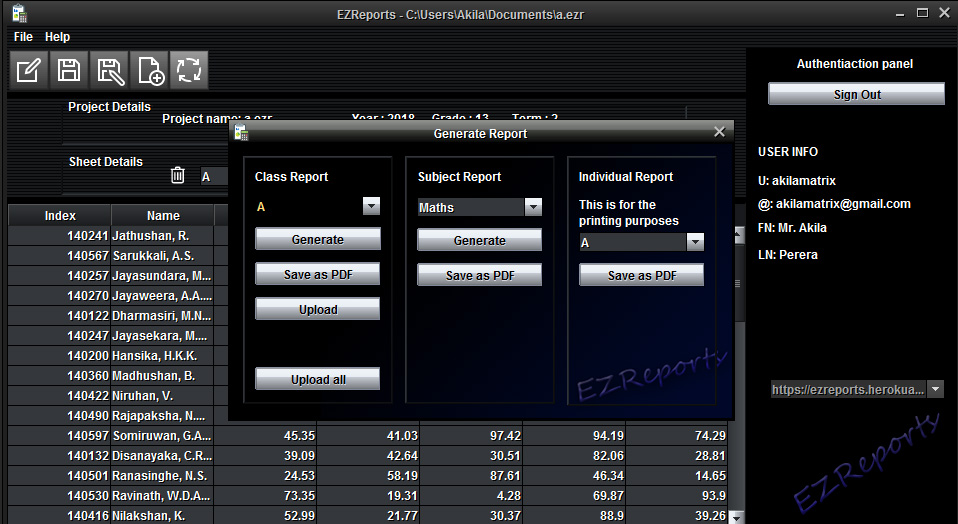 EZReports - C:\Users\Akila\Documents\a.ezr
File Help
Authentiaction panel
Sign Out
Project Details
Project name: a.ezr Year : 2018 Grade : 13 Term : 2
Generate Report
Sheet Details
A
USER INFO
U: akilamatrix
@: akilamatrix@gmail.com
FN: Mr. Akila
LN: Perera
Class Report
A
Generate
Save as PDF
Upload
Upload all
Subject Report
Maths
Generate
Save as PDF
Individual Report
This is for the
printing purposes
A
Save as PDF
EZReporty
Index Name
140241 Jathushan, R.
140567 Sarukkali, A.S.
140257 Jayasundara, M...
140270 Jayaweera, A.A....
140122 Dharmasiri, M.N...
140247 Jayasekara, M....
140200 Hansika, H.K.K.
140360 Madhushan, B.
140422 Niruhan, V.
140490 Rajapaksha, N....
140597 Somiruwan, G.A... 45.35 41.03 97.42 94.19 74.29
140132 Disanayaka, C.R... 39.09 42.64 30.51 82.06 28.81
140501 Ranasinghe, N.S. 24.53 58.19 87.61 46.34 14.65
140530 Ravinath, W.D.A... 73.35 19.31 4.28 69.87 93.9
140416 Nilakshan, K. 52.99 21.77 30.37 88.9 39.26
https://ezreports.herokua...
EZReporty